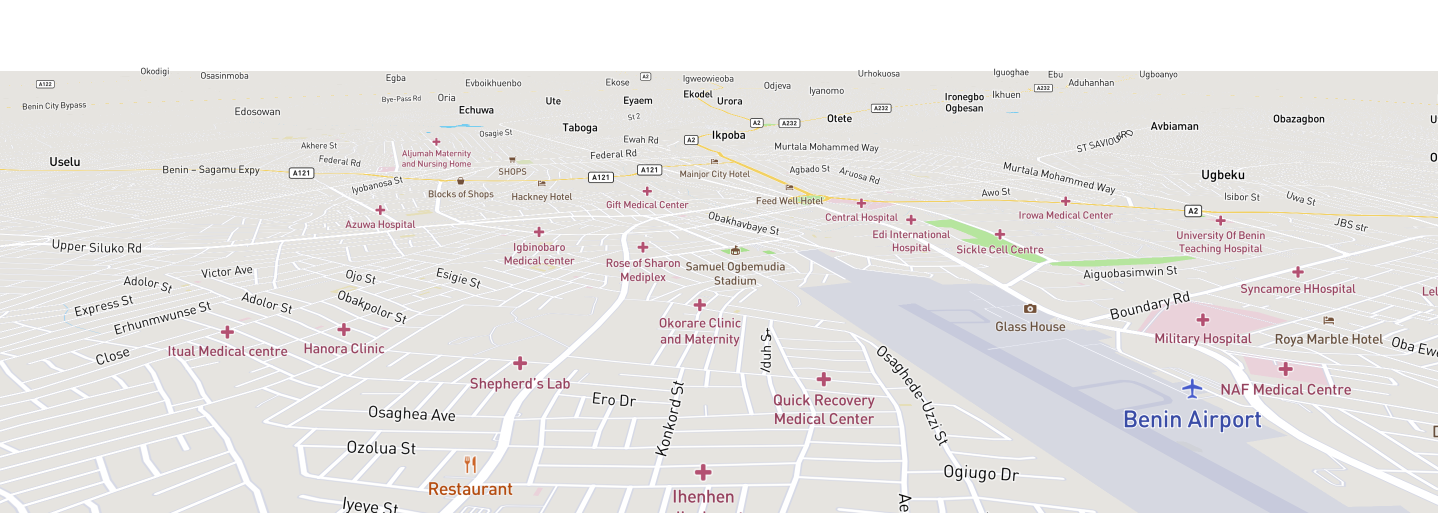 Okodigi
Osasinmoba
Egba
Evboikhuenbo
Ekose
A2
Igweowieoba
Odjeva
Urhokuosa
Iguoghae
Ebu
Aduhanhan
Ugboanyo
A122
Benin City Bypass
Edosowan
Bye-Pass Rd
Oria
Echuwa
Ute
Eyaem
Ekodel
Urora
Iyanomo
A232
Ironegbo
Ogbesan
Ikhuen
A232
St 2
Taboga
Osagie St
Ikpoba
A2
A232
Otete
Avbiaman
Obazagbon
Uselu
Akhere St
Federal Rd
Aljumah Maternity
and Nursing Home
Ewah Rd
Federal Rd
A2
Murtala Mohammed Way
Benin – Sagamu Expy
A121
Iyobanosa St
SHOPS
Blocks of Shops
Hackney Hotel
A121
A121
Mainjor City Hotel
Agbado St
Aruosa Rd
Feed Well Hotel
Murtala Mohammed Way
Awo St
Ugbeku
Isibor St
Uwa St
A2
JBS str
Azuwa Hospital
Gift Medical Center
Central Hospital
Irowa Medical Center
Obakhavbaye St
Edi International
Hospital
Sickle Cell Centre
University Of Benin
Teaching Hospital
Upper Siluko Rd
Igbinobaro
Medical center
Rose of Sharon
Mediplex
Samuel Ogbemudia
Stadium
Aiguobasimwin St
Syncamore HHospital
Victor Ave
Adolor St
Ojo St
Esigie St
Express St
Adolor St
Obakpolor St
Erhunmwunse St
Boundary Rd
Glass House
Military Hospital
Roya Marble Hotel
Close
Itual Medical centre
Hanora Clinic
Okorare Clinic
and Maternity
Shepherd's Lab
Quick Recovery
Medical Center
Osaghede-Uzzi St
NAF Medical Centre
Benin Airport
Osaghea Ave
Ero Dr
Konkord St
Ozolua St
Restaurant
Ihenhen
Ogiugo Dr
Iyeye St